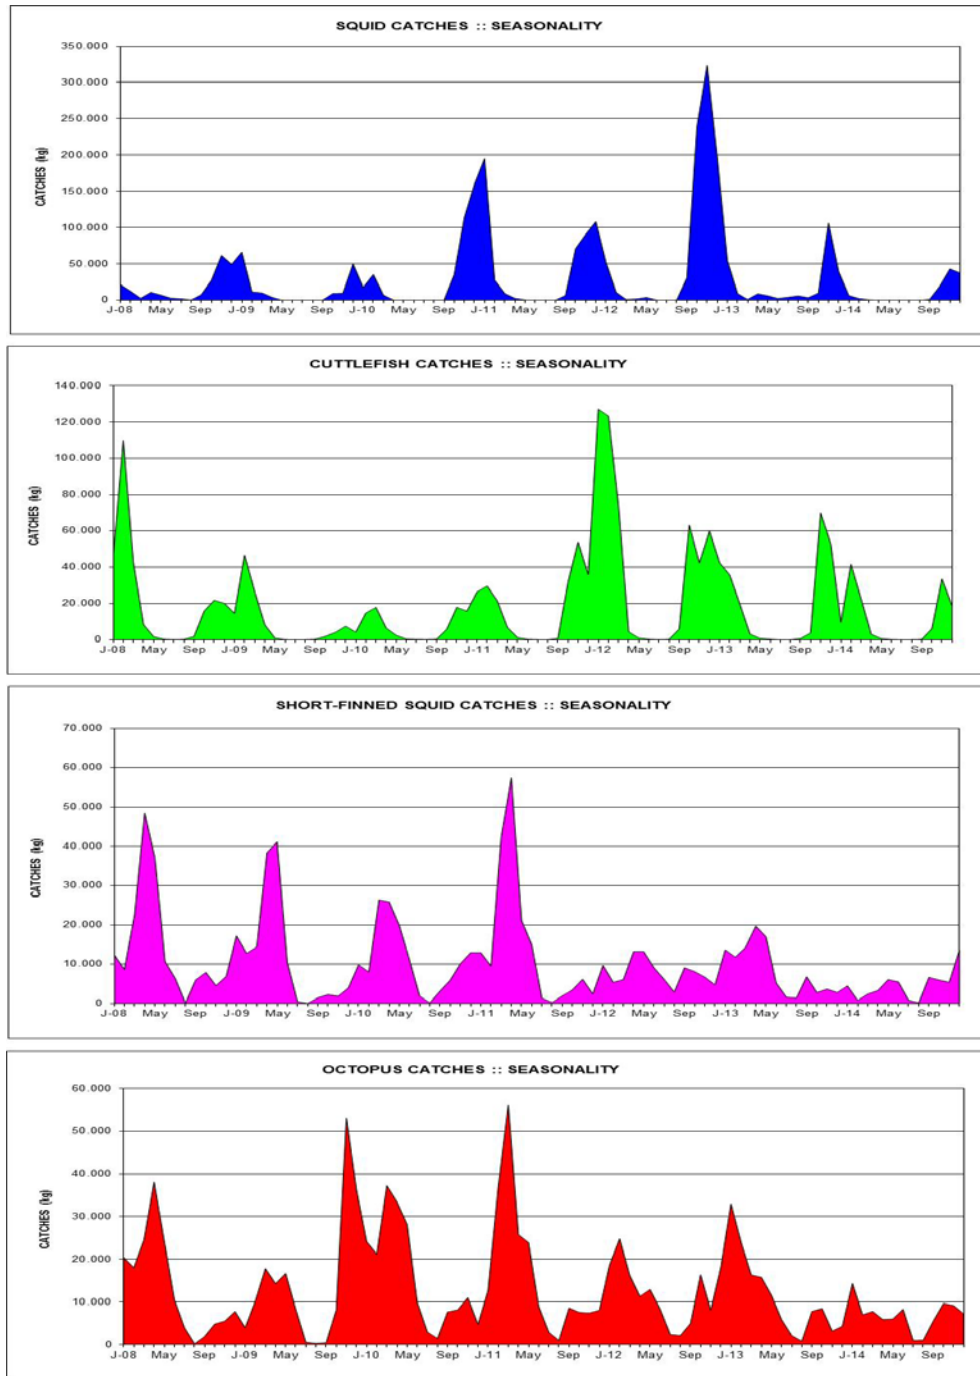 SQUID CATCHES :: SEASONALITY
350.000
300.000
250.000
200.000
150.000
100.000
50.000
0
CATCHES (kg)
J-08 May Sep J-09 May Sep J-10 May Sep J-11 May Sep J-12 May Sep J-13 May Sep J-14 May Sep
CUTTLEFISH CATCHES :: SEASONALITY
140.000
120.000
100.000
80.000
60.000
40.000
20.000
0
CATCHES (kg)
J-08 May Sep J-09 May Sep J-10 May Sep J-11 May Sep J-12 May Sep J-13 May Sep J-14 May Sep
SHORT-FINNED SQUID CATCHES :: SEASONALITY
70.000
60.000
50.000
40.000
30.000
20.000
10.000
0
CATCHES (kg)
J-08 May Sep J-09 May Sep J-10 May Sep J-11 May Sep J-12 May Sep J-13 May Sep J-14 May Sep
OCTOPUS CATCHES :: SEASONALITY
60.000
50.000
40.000
30.000
20.000
10.000
0
CATCHES (kg)
J-08 May Sep J-09 May Sep J-10 May Sep J-11 May Sep J-12 May Sep J-13 May Sep J-14 May Sep